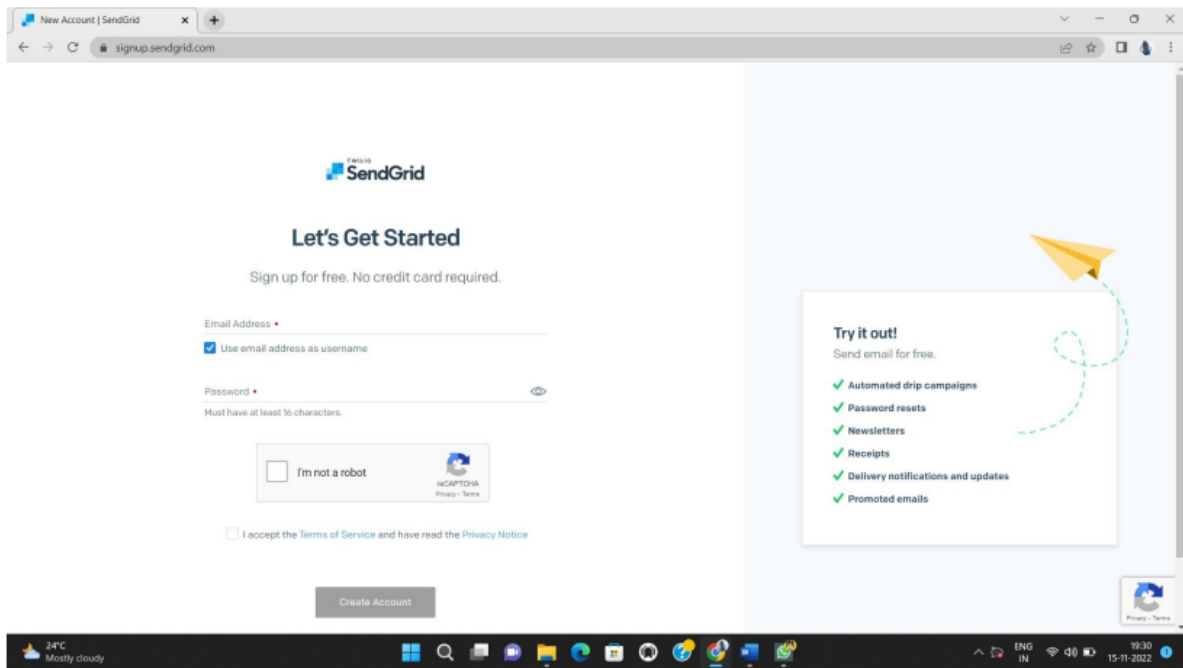 New Account | SendGrid
signup.sendgrid.com
TWILIO
SendGrid
Let's Get Started
Sign up for free. No credit card required.
Email Address
Use email address as username
Password
Must have at least 16 characters.
I'm not a robot
reCAPTCHA
Privacy - Terms
I accept the Terms of Service and have read the Privacy Notice
Create Account
Try it out!
Send email for free.
Automated drip campaigns
Password resets
Newsletters
Receipts
Delivery notifications and updates
Promoted emails
Privacy - Terms
24°C
Mostly cloudy
ENG
IN
19:30
15-11-2022
1